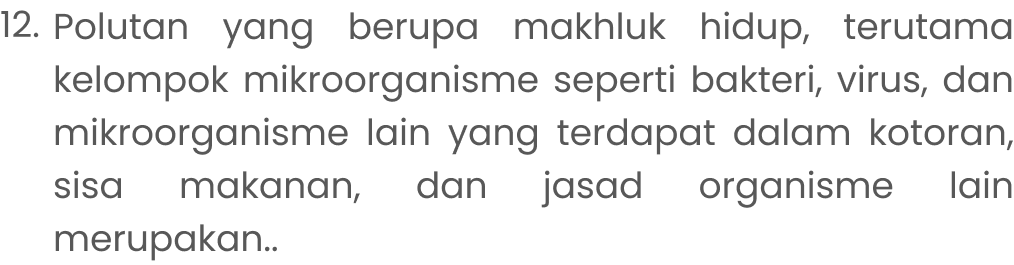 12. Polutan yang berupa makhluk hidup, terutama
kelompok mikroorganisme seperti bakteri, virus, dan
mikroorganisme lain yang terdapat dalam kotoran,
sisa makanan, dan jasad organisme lain
merupakan..